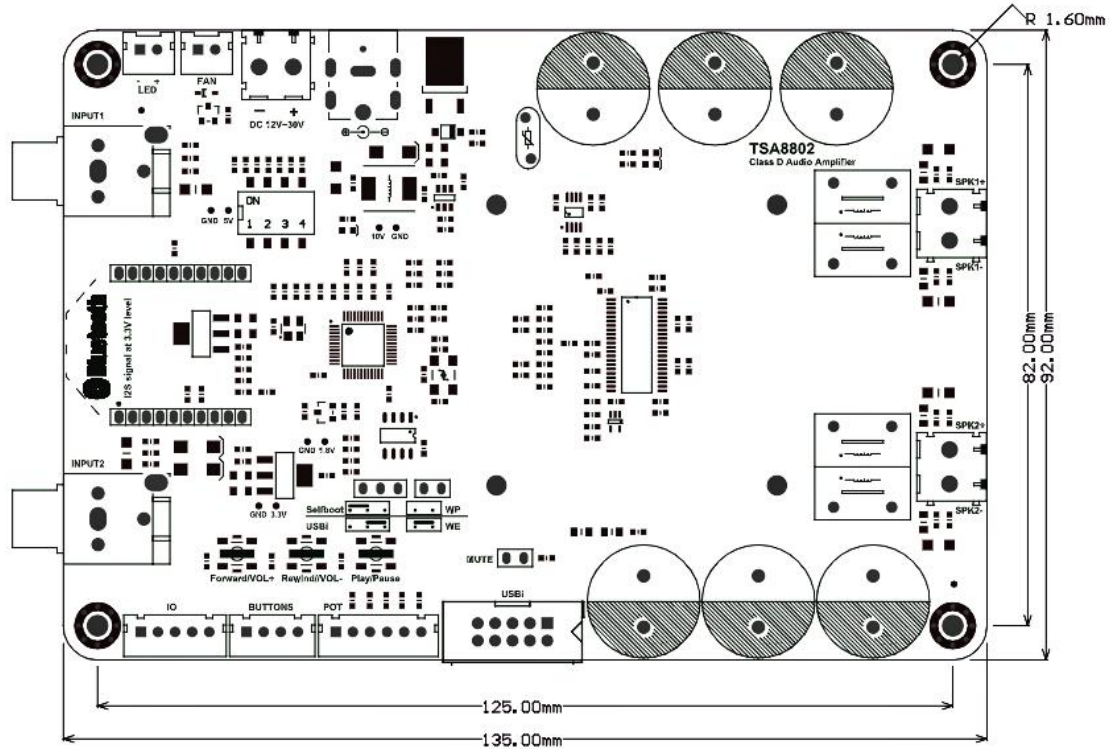 R 1.60mm
- +
LED
FAN
- +
DC 12V~30V
INPUT1
TSA8802
Class D Audio Amplifier
SPK1+
SPK1-
ON
1 2 3 4
GND 5V
10V GND
Bluetooth
I2S signal at 3.3V level
82.00mm
92.00mm
GND 1.8V
INPUT2
GND 3.3V
Selfboot
USBi
WP
WE
SPK2+
SPK2-
Forward/VOL+ Rewind/VOL- Play/Pause
MUTE
USBi
IO
BUTTONS
POT
125.00mm
135.00mm